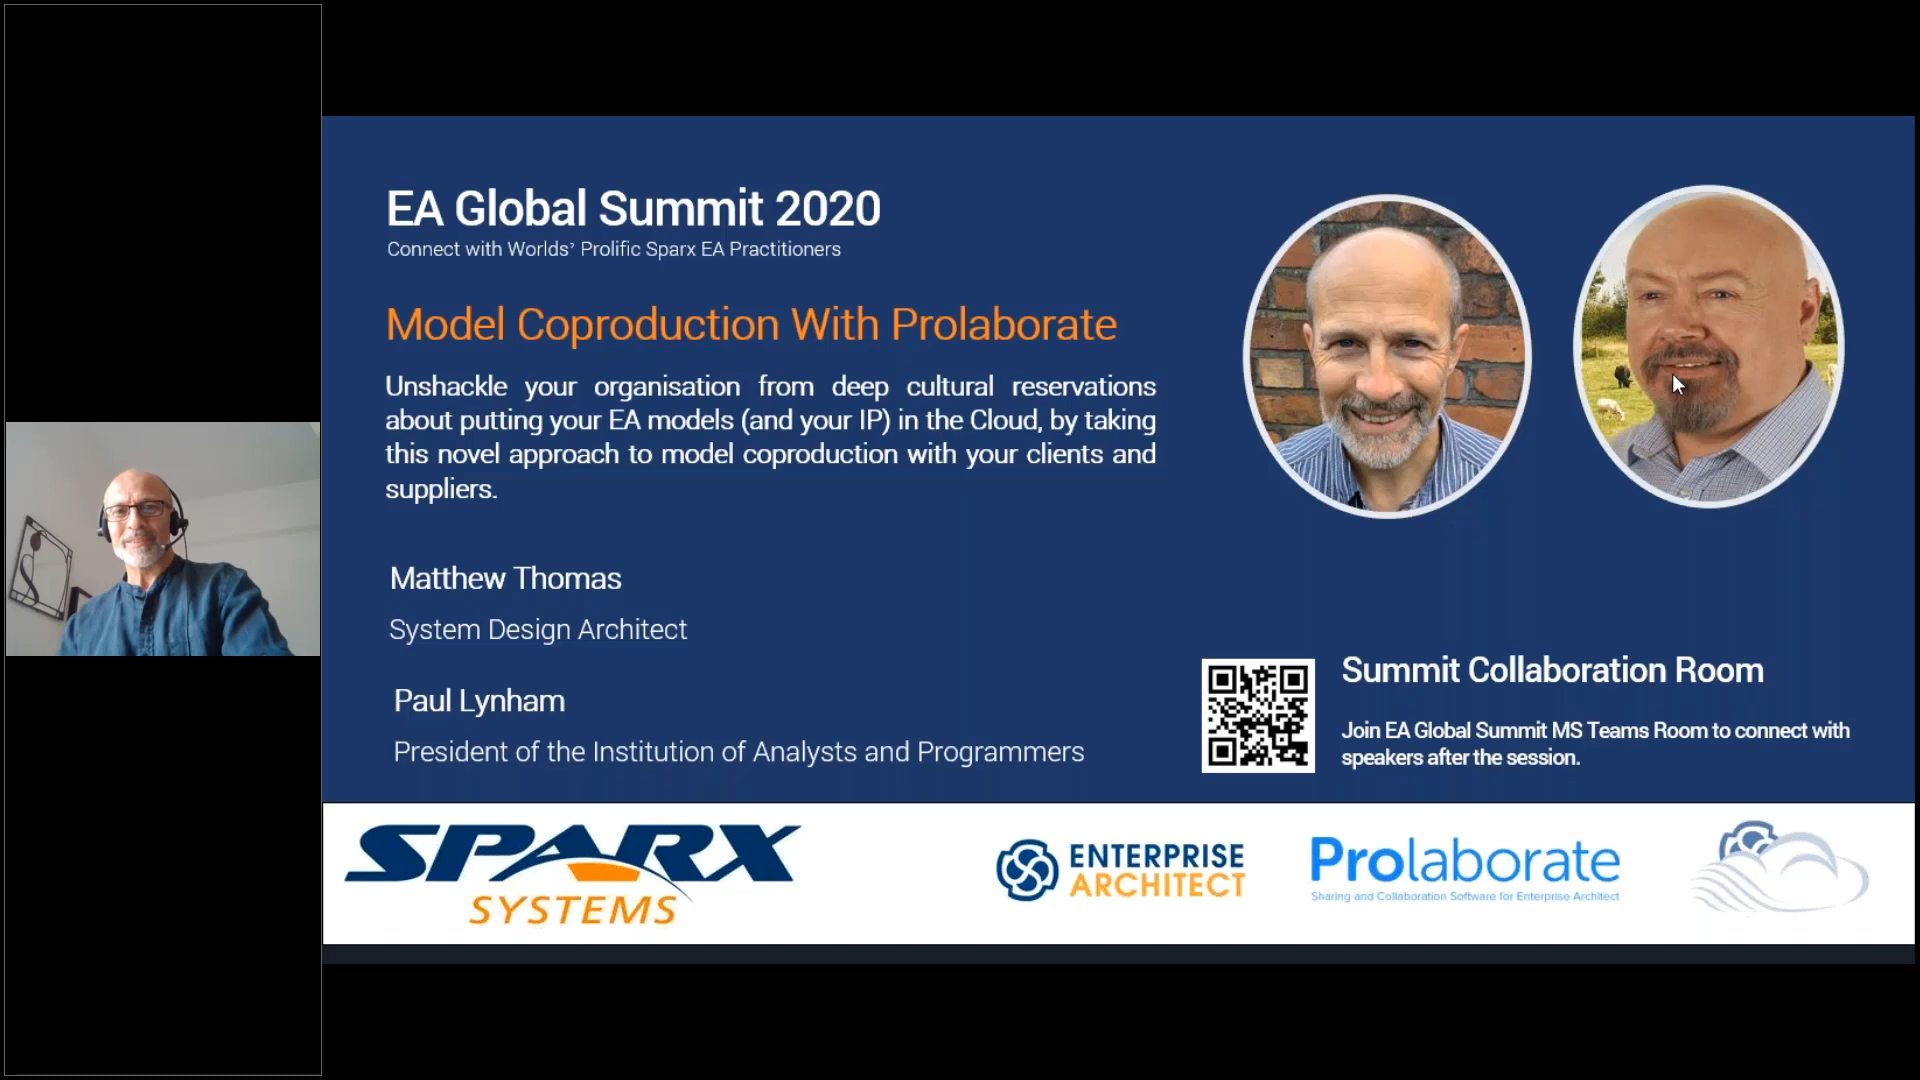 EA Global Summit 2020
Connect with Worlds' Prolific Sparx EA Practitioners
Model Coproduction With Prolaborate
Unshackle your organisation from deep cultural reservations
about putting your EA models (and your IP) in the Cloud, by taking
this novel approach to model coproduction with your clients and
suppliers.
Matthew Thomas
System Design Architect
Paul Lynham
President of the Institution of Analysts and Programmers
Summit Collaboration Room
Join EA Global Summit MS Teams Room to connect with
speakers after the session.
SPARX
SYSTEMS
ENTERPRISE
ARCHITECT
Prolaborate
Sharing and Collaboration Software for Enterprise Architect